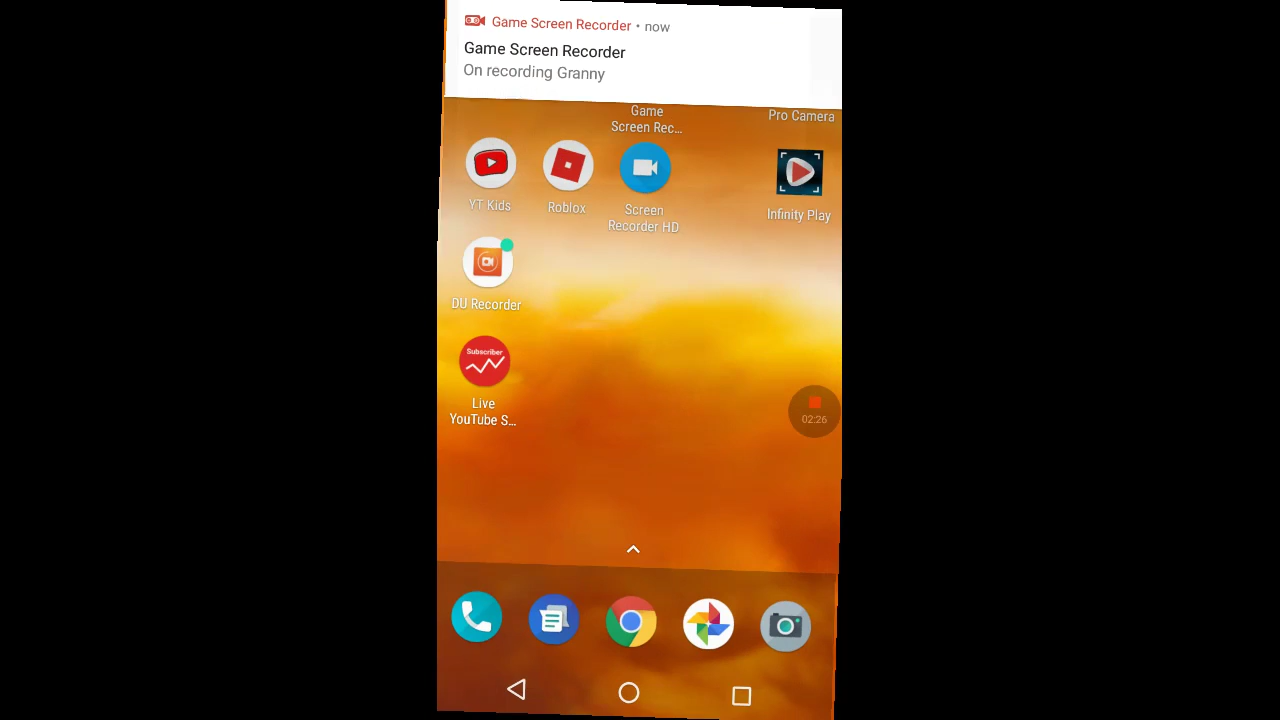 Game Screen Recorder • now
Game Screen Recorder
On recording Granny
Game
Screen Rec...
Pro Camera
YT Kids
Roblox
Screen
Recorder HD
Infinity Play
DU Recorder
Subscriber
Live
YouTube S...
02:26